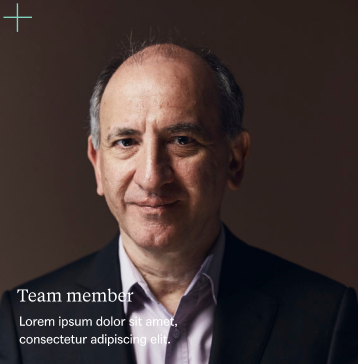 Team member
Lorem ipsum dolor sit amet,
consectetur adipiscing elit.